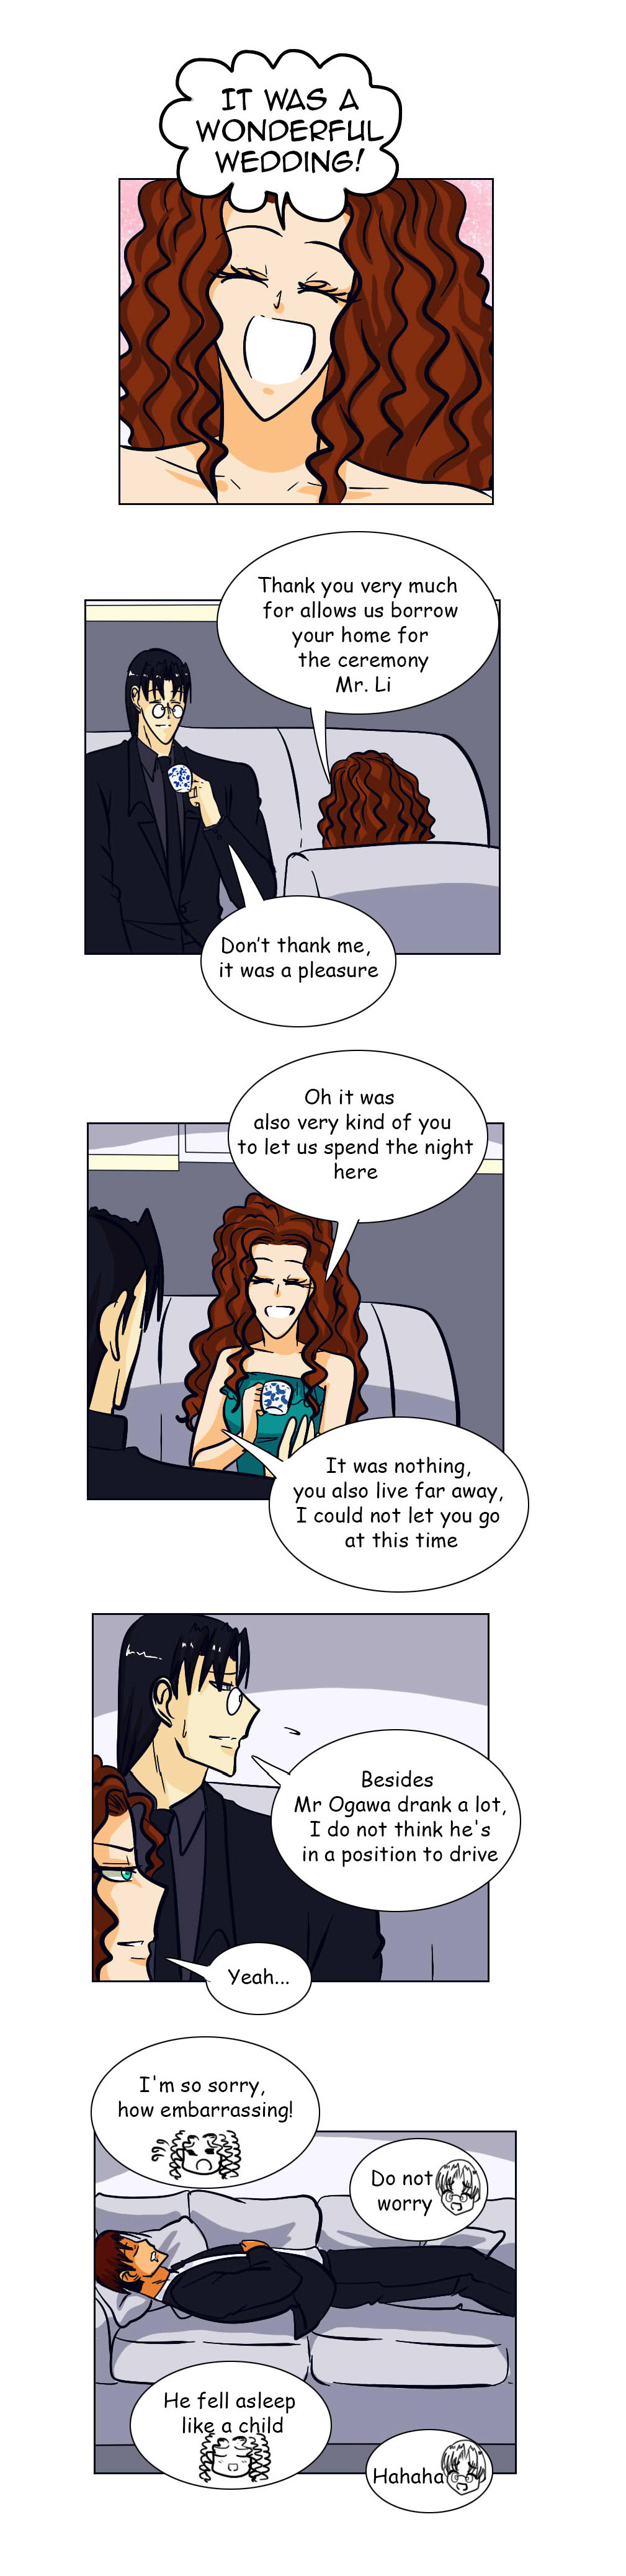 IT WAS A
WONDERFUL
WEDDING!
Thank you very much
for allows us borrow
your home for
the ceremony
Mr. Li
Don't thank me,
it was a pleasure
Oh it was
also very kind of you
to let us spend the night
here
It was nothing,
you also live far away,
I could not let you go
at this time
Besides
Mr Ogawa drank a lot,
I do not think he's
in a position to drive
Yeah...
I'm so sorry,
how embarrassing!
Do not
worry
He fell asleep
like a child
Hahaha